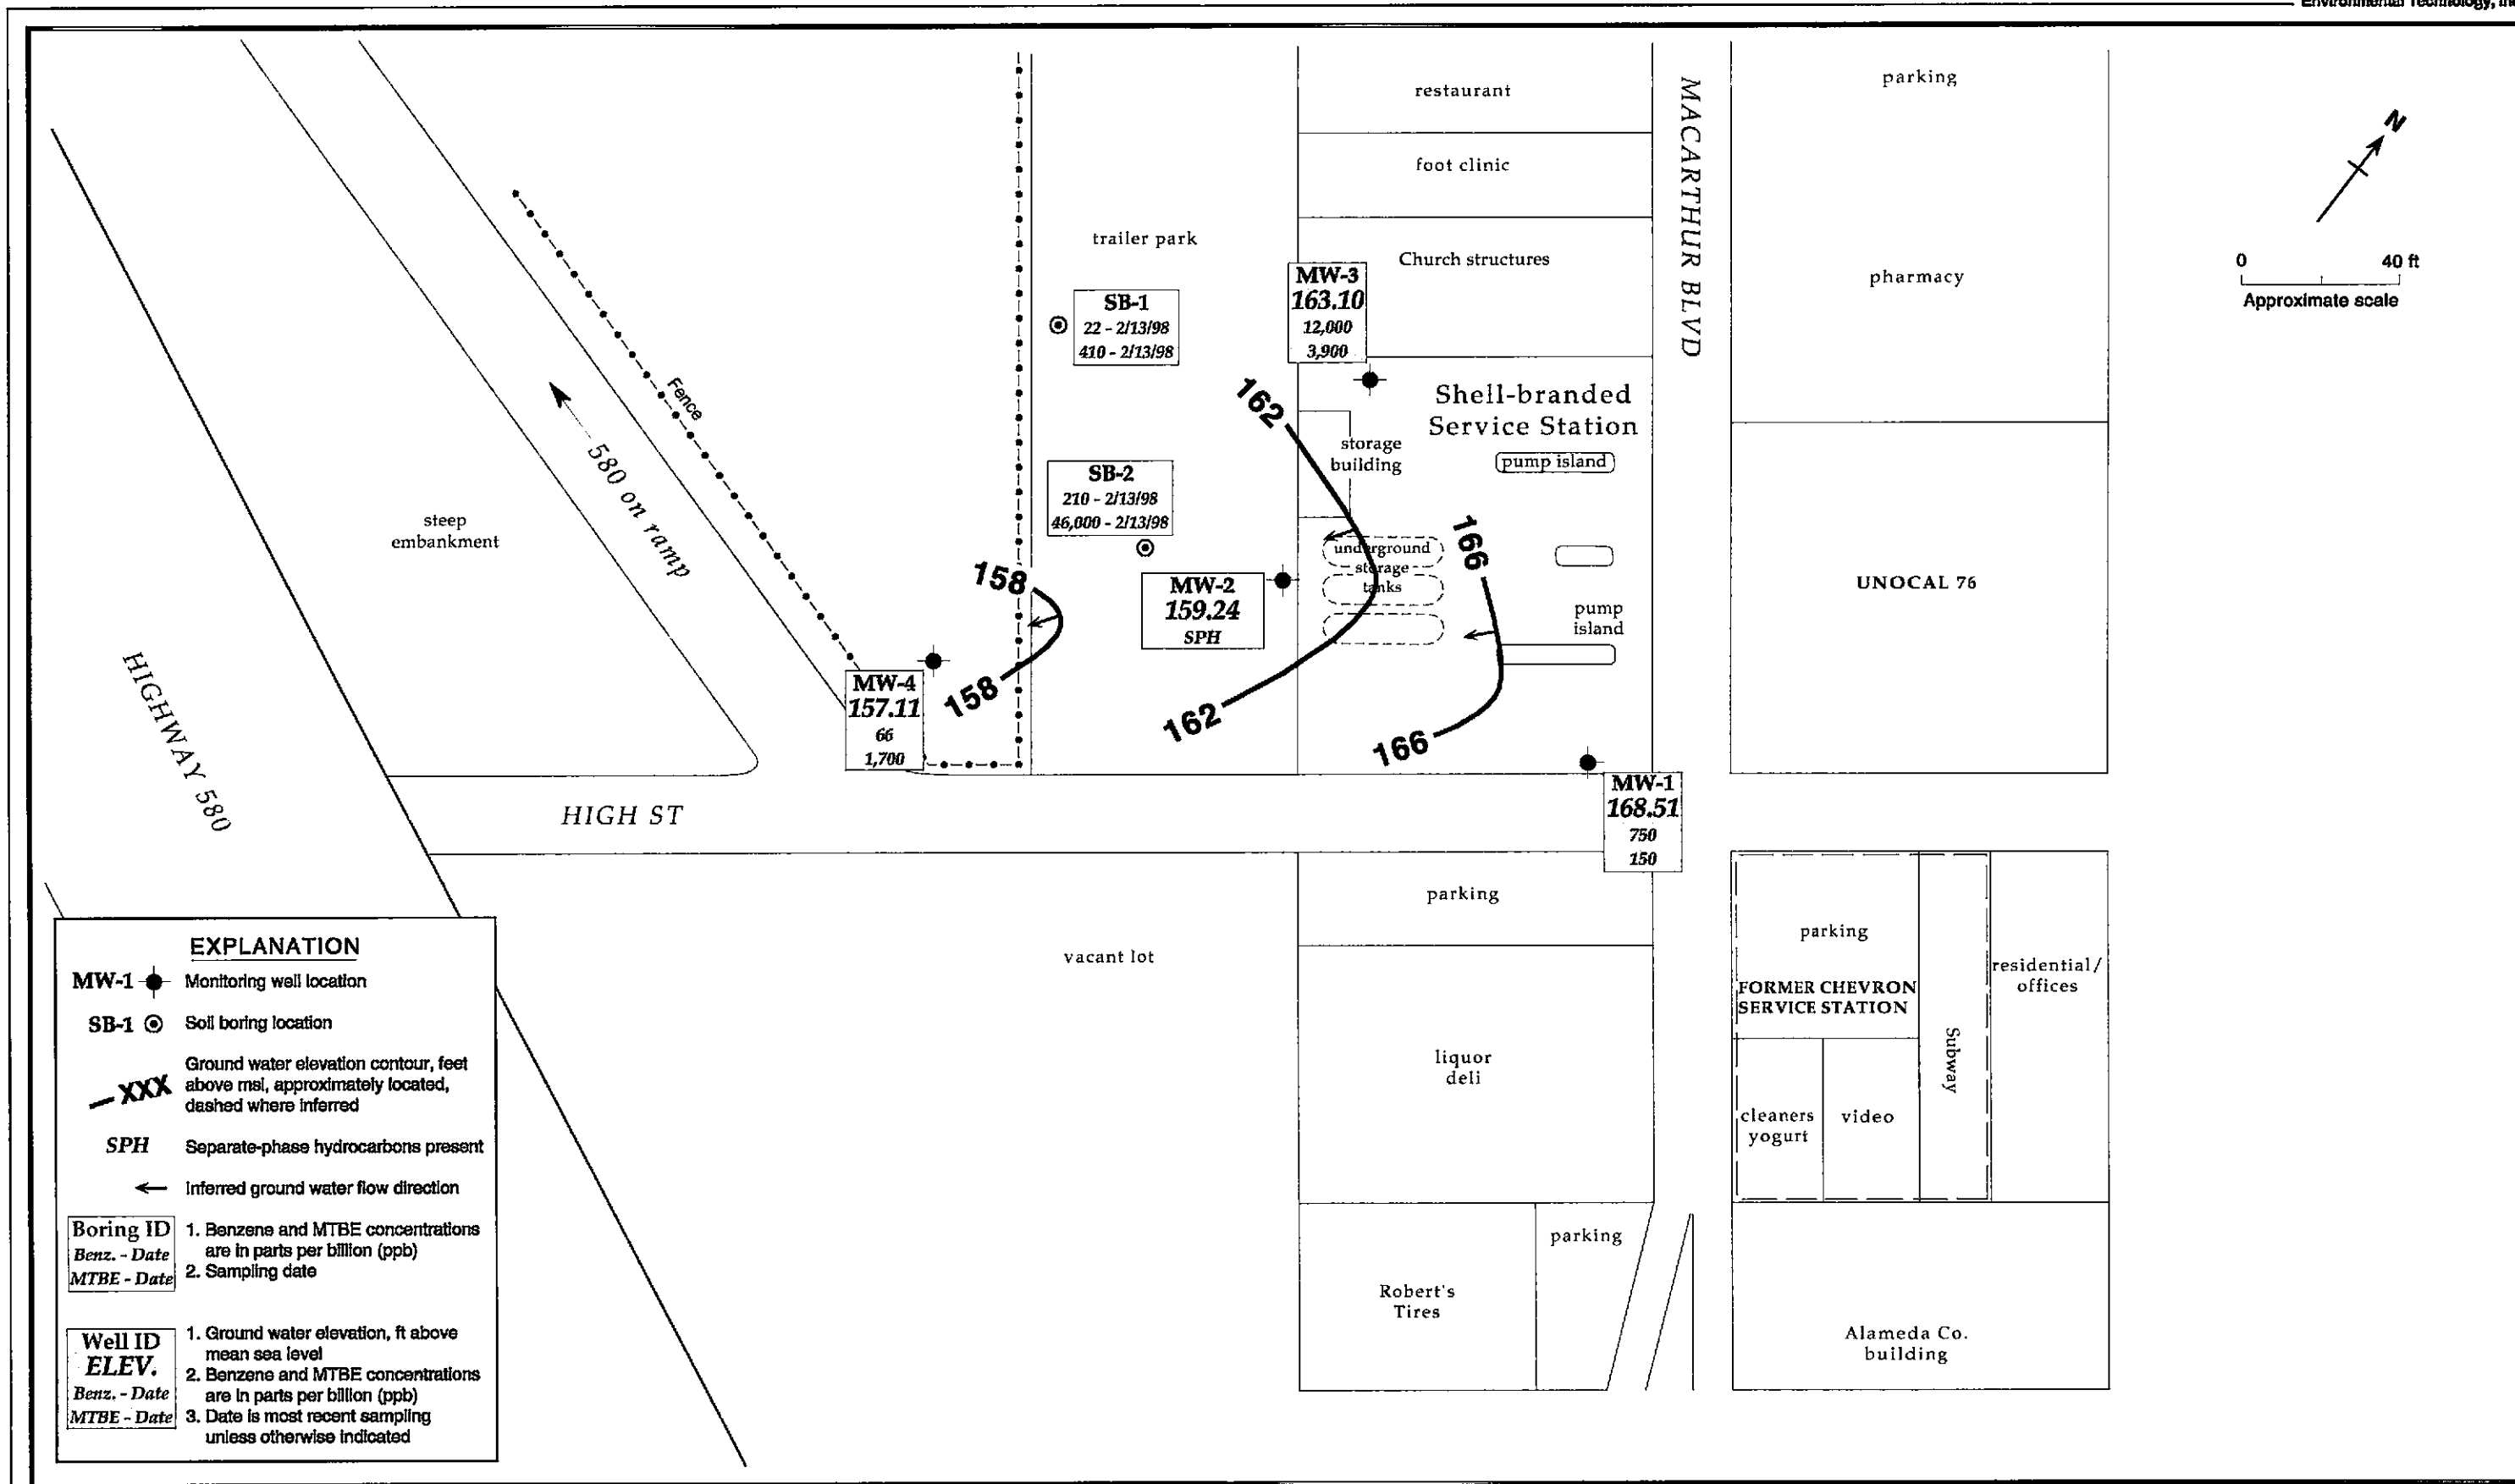 Environmental Technology, In
restaurant
foot clinic
trailer park
Church structures
MACARTHUR BLVD
parking
pharmacy
N
0 40 ft
Approximate scale
SB-1
22 - 2/13/98
410 - 2/13/98
MW-3
163.10
12,000
3,900
Fence
580 on ramp
162
Shell-branded
Service Station
storage
building
pump island
SB-2
210 - 2/13/98
46,000 - 2/13/98
steep
embankment
158
166
underground
storage
tanks
MW-2
159.24
SPH
pump
island
UNOCAL 76
HIGHWAY 580
MW-4
157.11
66
1,700
158
162
166
HIGH ST
MW-1
168.51
750
150
parking
vacant lot
liquor
deli
parking
FORMER CHEVRON
SERVICE STATION
Subway
residential/
offices
cleaners
yogurt
video
Robert's
Tires
parking
Alameda Co.
building
EXPLANATION
MW-1 Monitoring well location
SB-1 Soil boring location
XXX
Ground water elevation contour, feet
above msl, approximately located,
dashed where inferred
SPH Separate-phase hydrocarbons present
Inferred ground water flow direction
Boring ID
Benz. - Date
MTBE - Date
1. Benzene and MTBE concentrations
are in parts per billion (ppb)
2. Sampling date
Well ID
ELEV.
Benz. - Date
MTBE - Date
1. Ground water elevation, ft above
mean sea level
2. Benzene and MTBE concentrations
are in parts per billion (ppb)
3. Date is most recent sampling
unless otherwise indicated